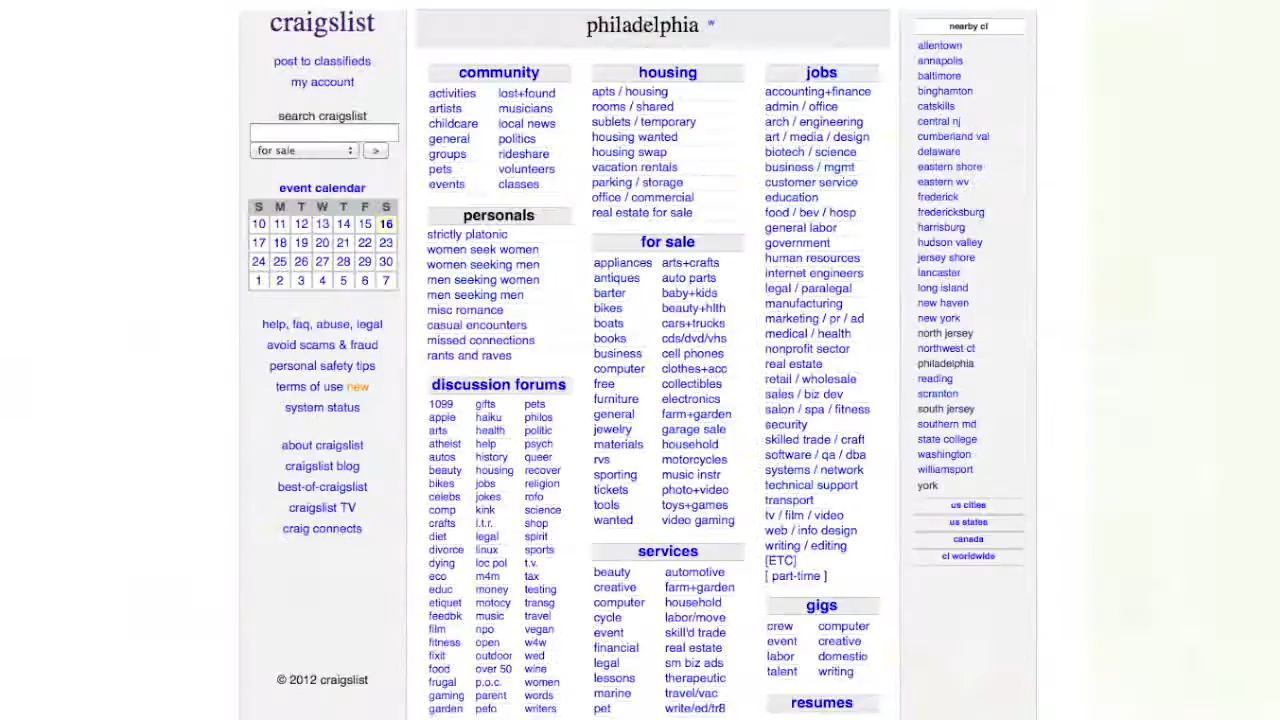 craigslist
post to classifieds
my account
search craigslist
for sale
>
event calendar
S M T W T F S
10 11 12 13 14 15 16
17 18 19 20 21 22 23
24 25 26 27 28 29 30
1 2 3 4 5 6 7
help, faq, abuse, legal
avoid scams & fraud
personal safety tips
terms of use new
system status
about craigslist
craigslist blog
best-of-craigslist
craigslist TV
craig connects
© 2012 craigslist
philadelphia w
community
activities lost+found
artists musicians
childcare local news
general politics
groups rideshare
pets volunteers
events classes
personals
strictly platonic
women seek women
women seeking men
men seeking women
men seeking men
misc romance
casual encounters
missed connections
rants and raves
discussion forums
1099 gifts pets
apple haiku philos
arts health politic
atheist help psych
autos history queer
beauty housing recover
bikes jobs religion
celebs jokes rofo
comp kink science
crafts l.t.r. shop
diet legal spirit
divorce linux sports
dying loc pol t.v.
eco m4m tax
educ money testing
etiquet motocy transg
feedbk music travel
film npo vegan
fitness open w4w
fixit outdoor wed
food over 50 wine
frugal p.o.c. women
gaming parent words
garden pefo writers
housing
apts / housing
rooms / shared
sublets / temporary
housing wanted
housing swap
vacation rentals
parking / storage
office / commercial
real estate for sale
for sale
appliances arts+crafts
antiques auto parts
barter baby+kids
bikes beauty+hlth
boats cars+trucks
books cds/dvd/vhs
business cell phones
computer clothes+acc
free collectibles
furniture electronics
general farm+garden
jewelry garage sale
materials household
rvs motorcycles
sporting music instr
tickets photo+video
tools toys+games
wanted video gaming
services
beauty automotive
creative farm+garden
computer household
cycle labor/move
event skill'd trade
financial real estate
legal sm biz ads
lessons therapeutic
marine travel/vac
pet write/ed/tr8
jobs
accounting+finance
admin / office
arch / engineering
art / media / design
biotech / science
business / mgmt
customer service
education
food / bev / hosp
general labor
government
human resources
internet engineers
legal / paralegal
manufacturing
marketing / pr / ad
medical / health
nonprofit sector
real estate
retail / wholesale
sales / biz dev
salon / spa / fitness
security
skilled trade / craft
software / qa / dba
systems / network
technical support
transport
tv / film / video
web / info design
writing / editing
[ETC]
[ part-time ]
gigs
crew computer
event creative
labor domestic
talent writing
resumes
nearby cl
allentown
annapolis
baltimore
binghamton
catskills
central nj
cumberland val
delaware
eastern shore
eastern wv
frederick
fredericksburg
harrisburg
hudson valley
jersey shore
lancaster
long island
new haven
new york
north jersey
northwest ct
philadelphia
reading
scranton
south jersey
southern md
state college
washington
williamsport
york
us cities
us states
canada
cl worldwide